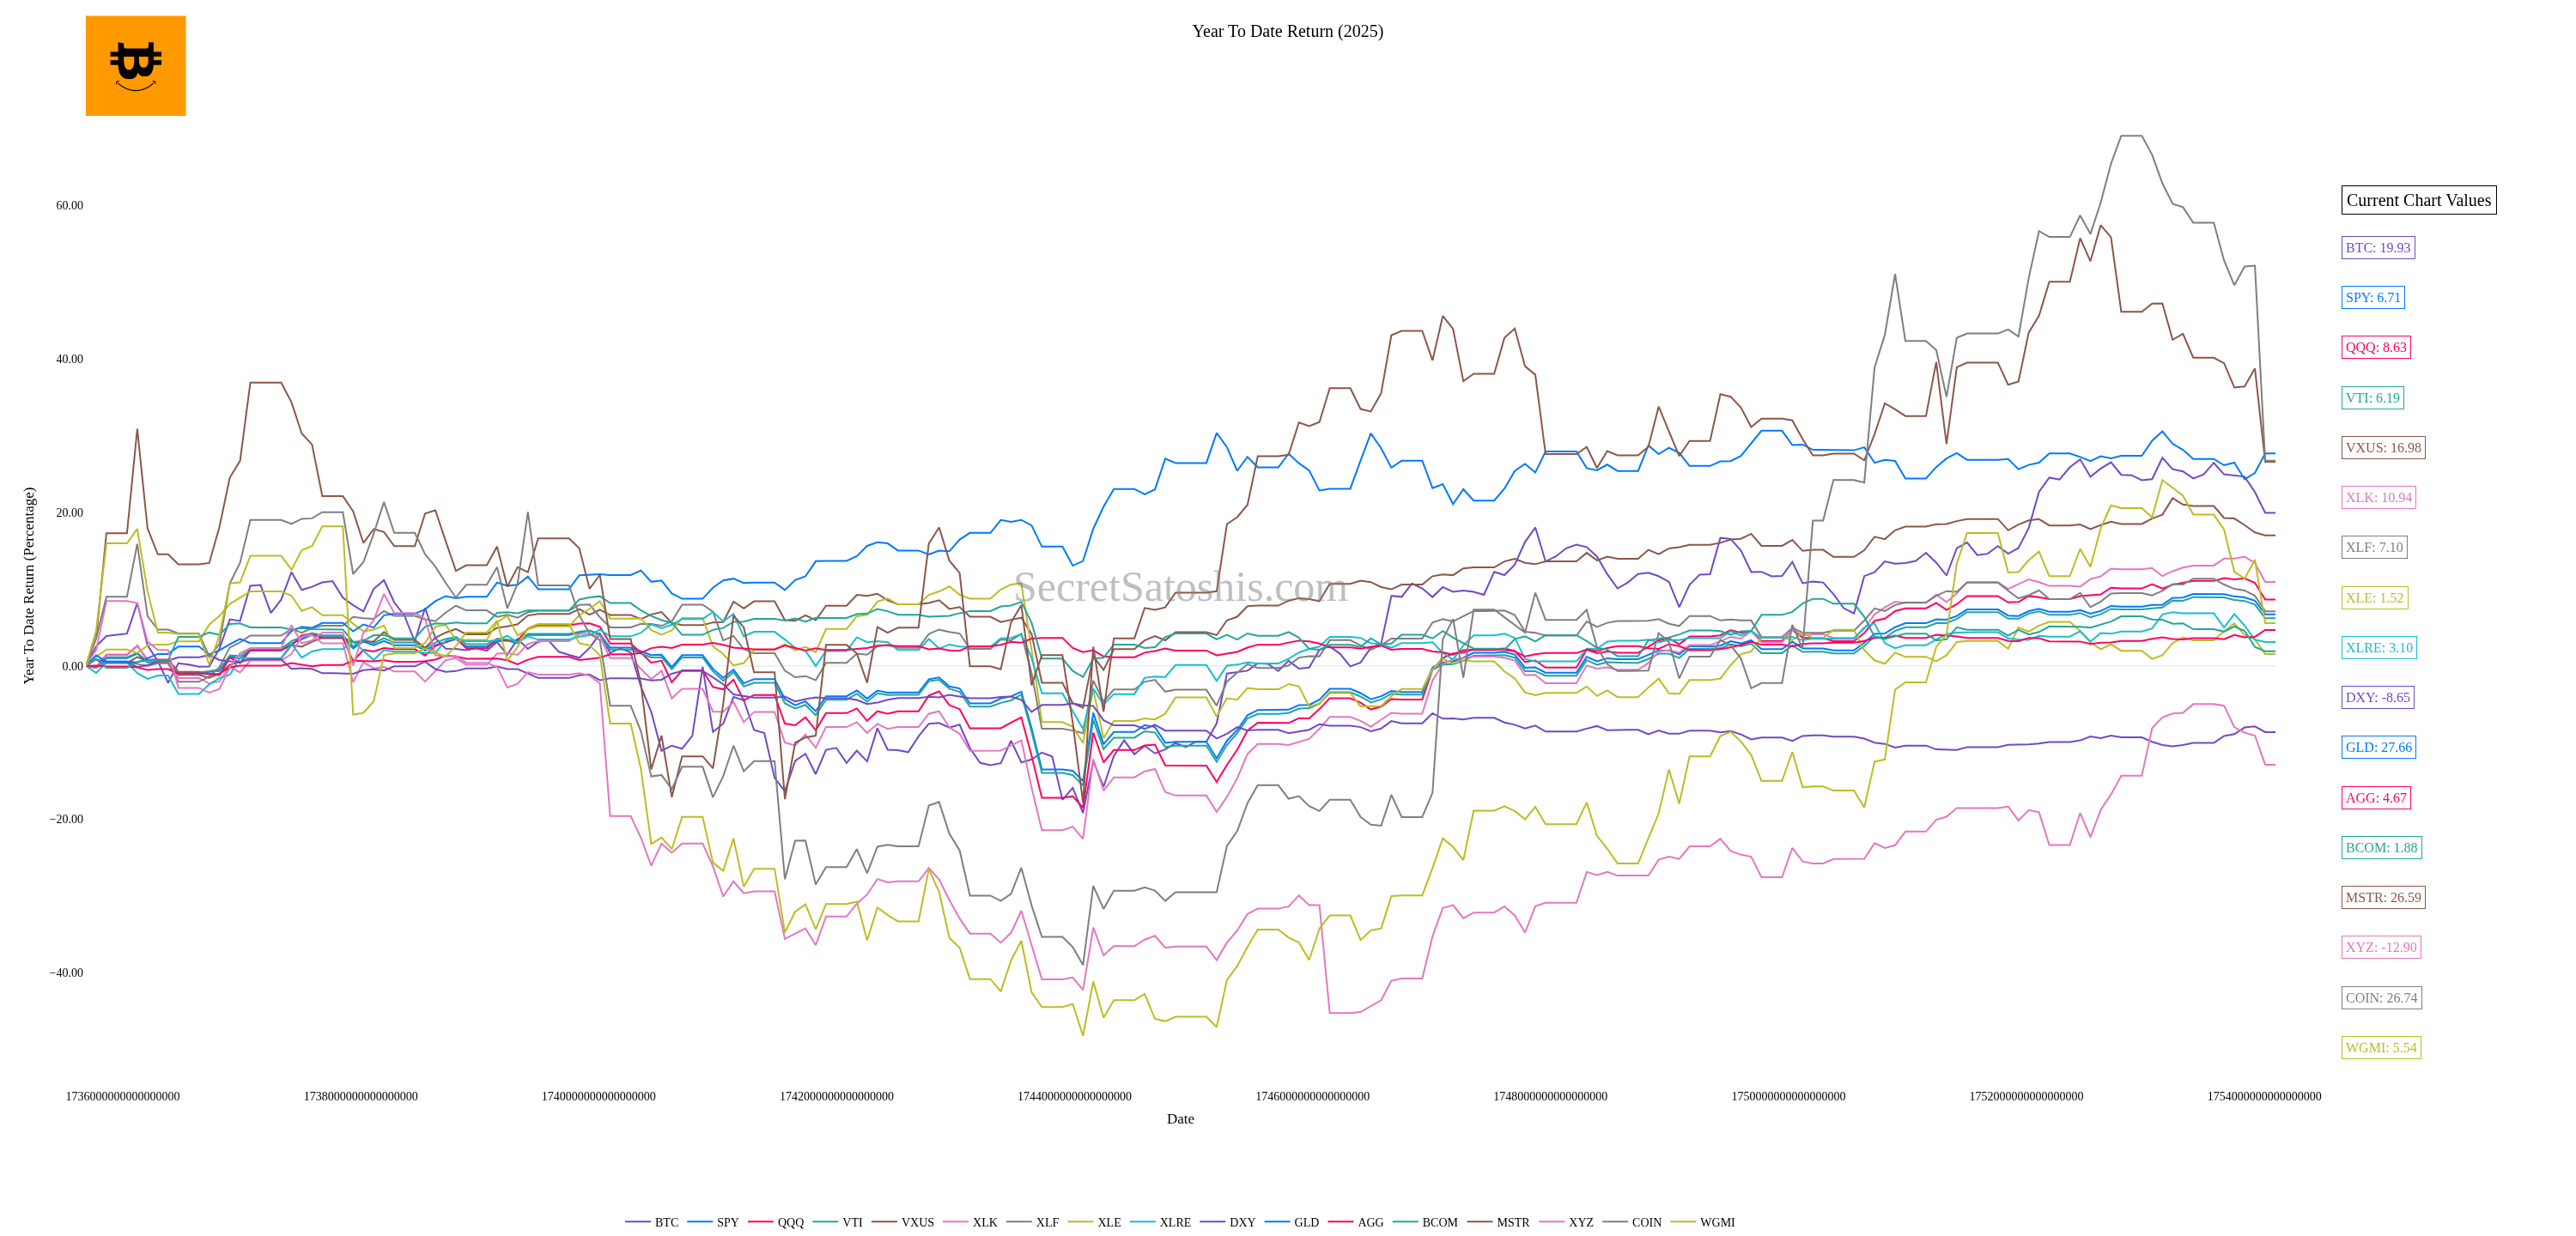 Year To Date Return (2025)
Year To Date Return (Percentage)
60.00
40.00
20.00
0.00
−20.00
−40.00
SecretSatoshis.com
Current Chart Values
BTC: 19.93
SPY: 6.71
QQQ: 8.63
VTI: 6.19
VXUS: 16.98
XLK: 10.94
XLF: 7.10
XLE: 1.52
XLRE: 3.10
DXY: -8.65
GLD: 27.66
AGG: 4.67
BCOM: 1.88
MSTR: 26.59
XYZ: -12.90
COIN: 26.74
WGMI: 5.54
1736000000000000000 1738000000000000000 1740000000000000000 1742000000000000000 1744000000000000000 1746000000000000000 1748000000000000000 1750000000000000000 1752000000000000000 1754000000000000000
Date
BTC SPY QQQ VTI VXUS XLK XLF XLE XLRE DXY GLD AGG BCOM MSTR XYZ COIN WGMI